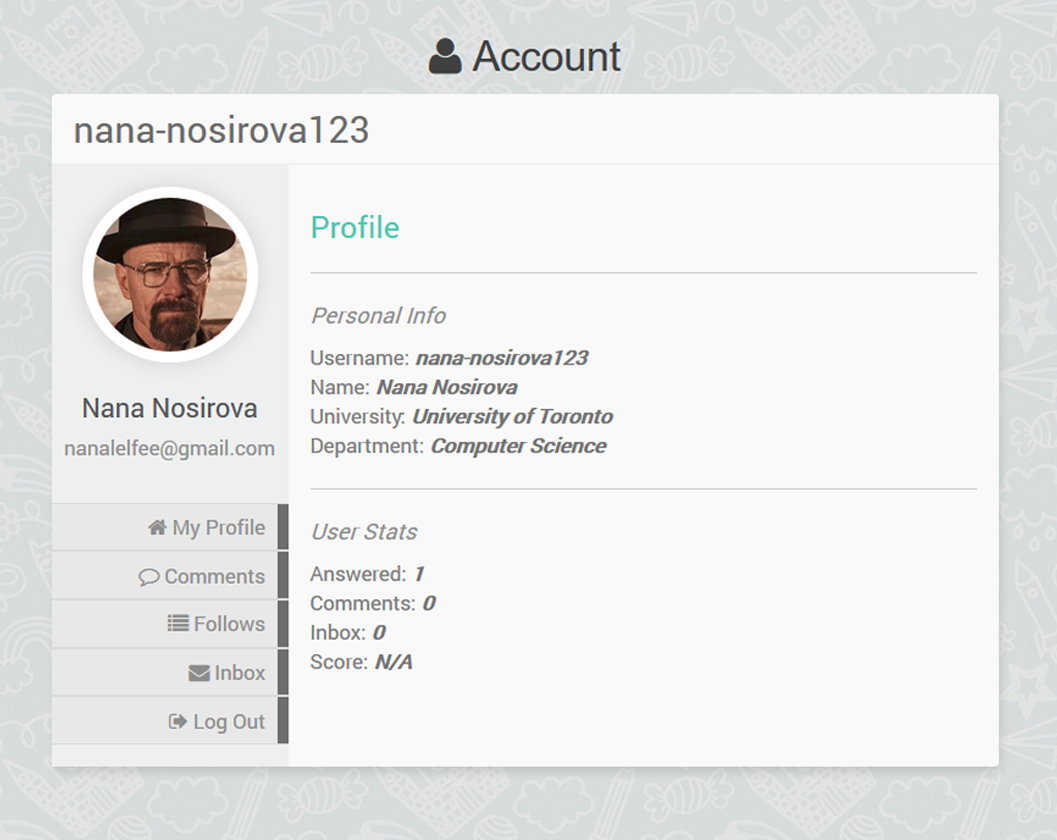 Account
nana-nosirova123
Nana Nosirova
nanalelfee@gmail.com
My Profile
Comments
Follows
Inbox
Log Out
Profile
Personal Info
Username: nana-nosirova123
Name: Nana Nosirova
University: University of Toronto
Department: Computer Science
User Stats
Answered: 1
Comments: 0
Inbox: 0
Score: N/A